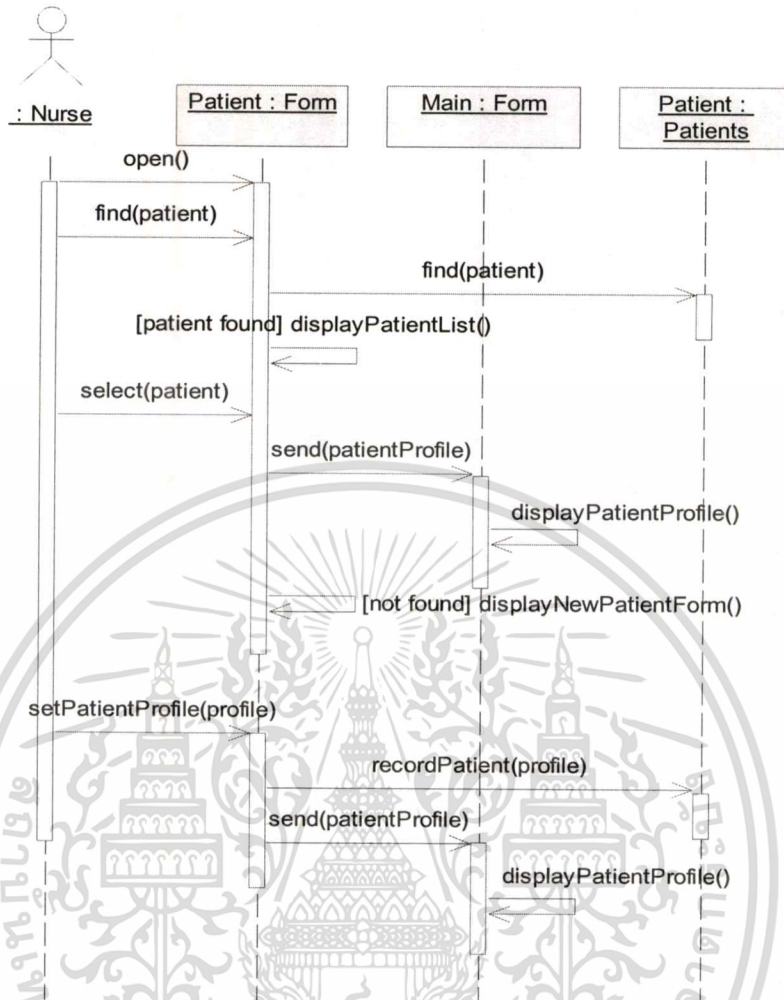 : Nurse
Patient : Form
Main : Form
Patient :
Patients
open()
find(patient)
find(patient)
[patient found] displayPatientList()
select(patient)
send(patientProfile)
displayPatientProfile()
[not found] displayNewPatientForm()
setPatientProfile(profile)
recordPatient(profile)
send(patientProfile)
displayPatientProfile()